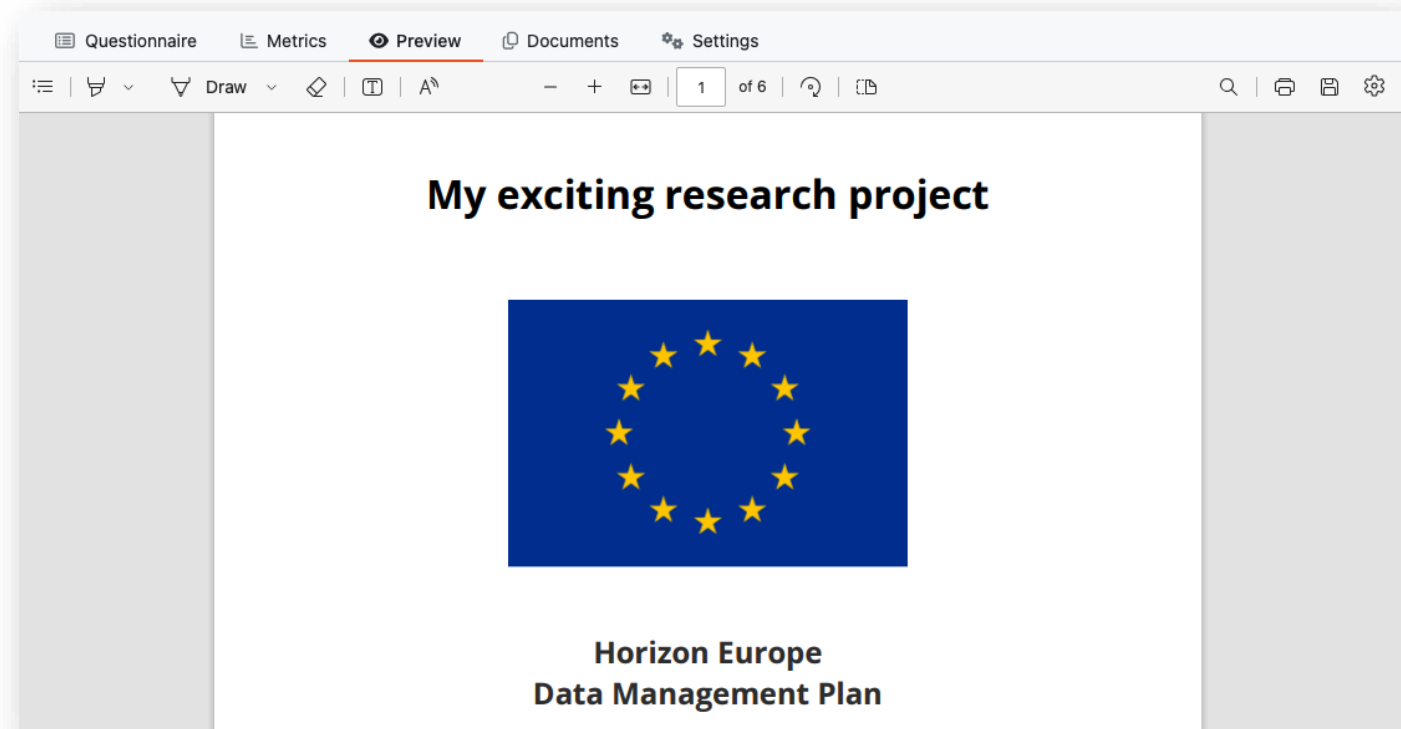 Questionnaire Metrics Preview Documents Settings
Draw 1 of 6
My exciting research project
Horizon Europe
Data Management Plan